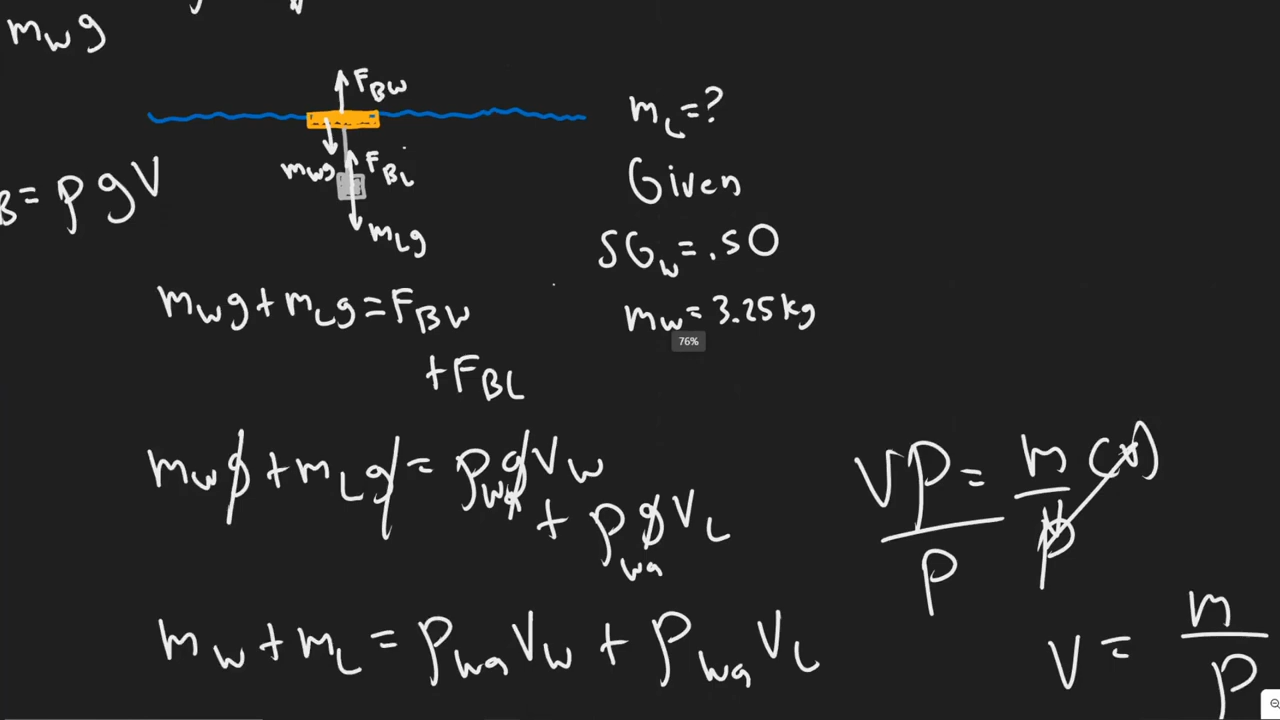 m_W g
F_BW
m_L = ?
m_W g
F_BL
Given
B = ρgV
m_L g
SG_W = .50
m_W g + m_L g = F_BW
m_W = 3.25 kg
76%
+ F_BL
m_W g + m_L g = ρ_wa g V_W
+ ρ_wa g V_L
Vρ = m (V)
ρ V
m_W + m_L = ρ_wa V_W + ρ_wa V_L
V = m
ρ